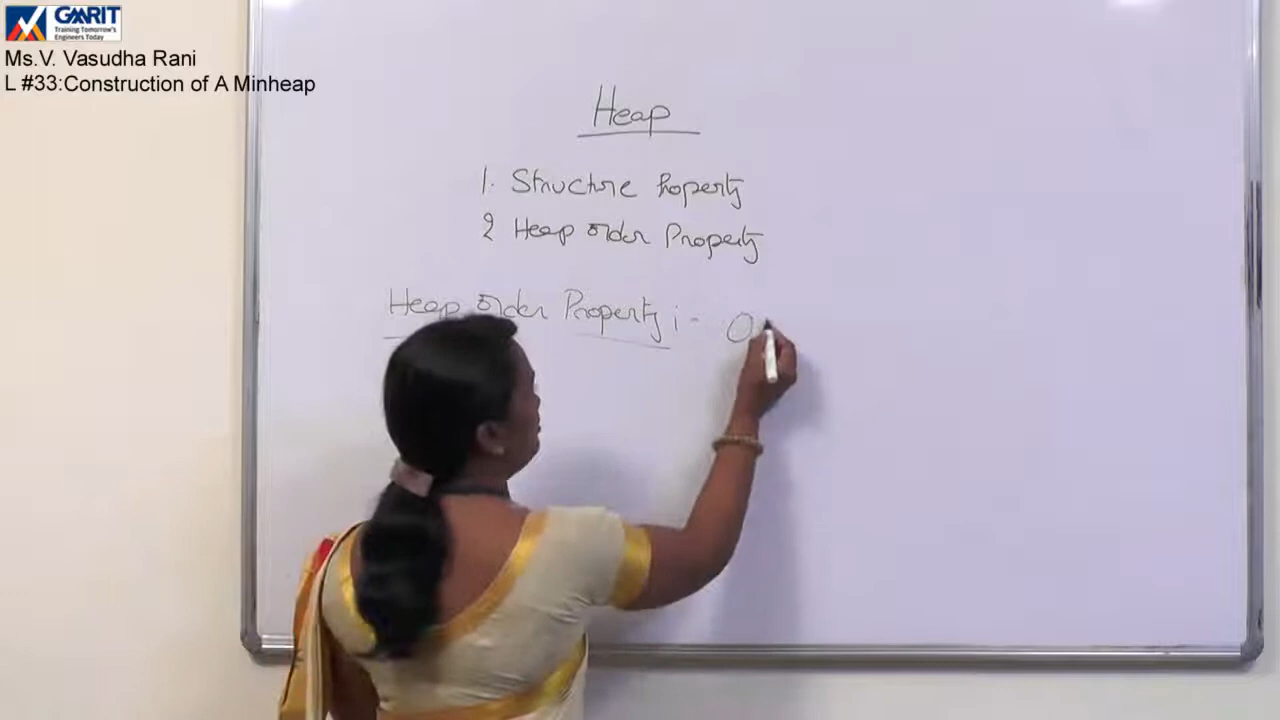 GMRIT
Training Tomorrow's
Engineers Today
Ms.V. Vasudha Rani
L #33:Construction of A Minheap
Heap
1. Structure Property
2 Heap order Property
Heap order Property :-